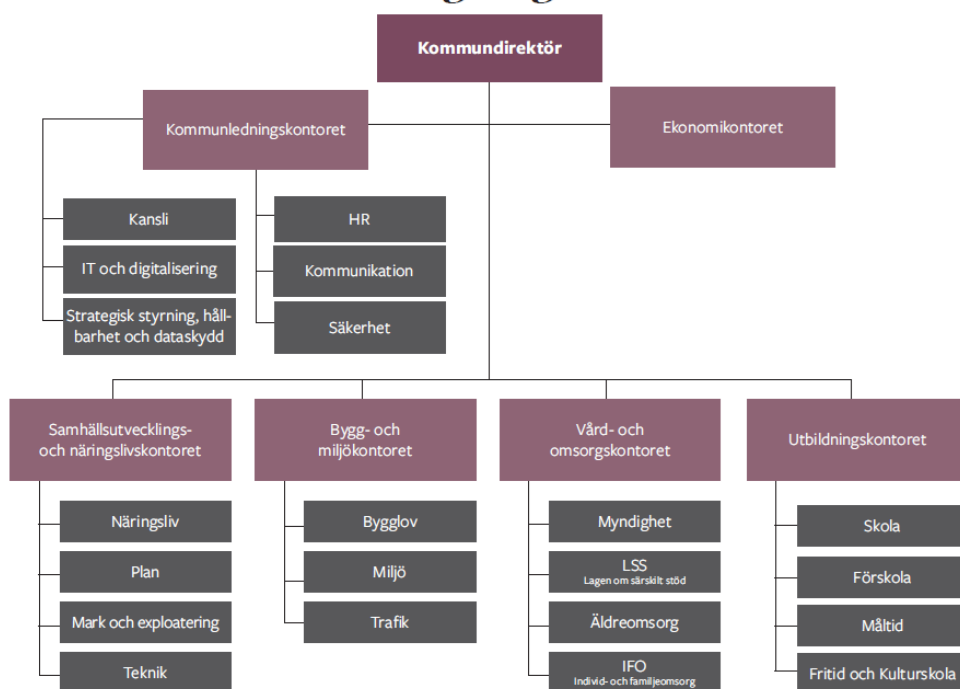 Kommundirektör
Kommunledningskontoret
Ekonomikontoret
Kansli
IT och digitalisering
Strategisk styrning, håll-
barhet och dataskydd
HR
Kommunikation
Säkerhet
Samhällsutvecklings-
och näringslivskontoret
Näringsliv
Plan
Mark och exploatering
Teknik
Bygg- och
miljökontoret
Bygglov
Miljö
Trafik
Vård- och
omsorgskontoret
Myndighet
LSS
Lagen om särskilt stöd
Äldreomsorg
IFO
Individ- och familjeomsorg
Utbildningskontoret
Skola
Förskola
Måltid
Fritid och Kulturskola